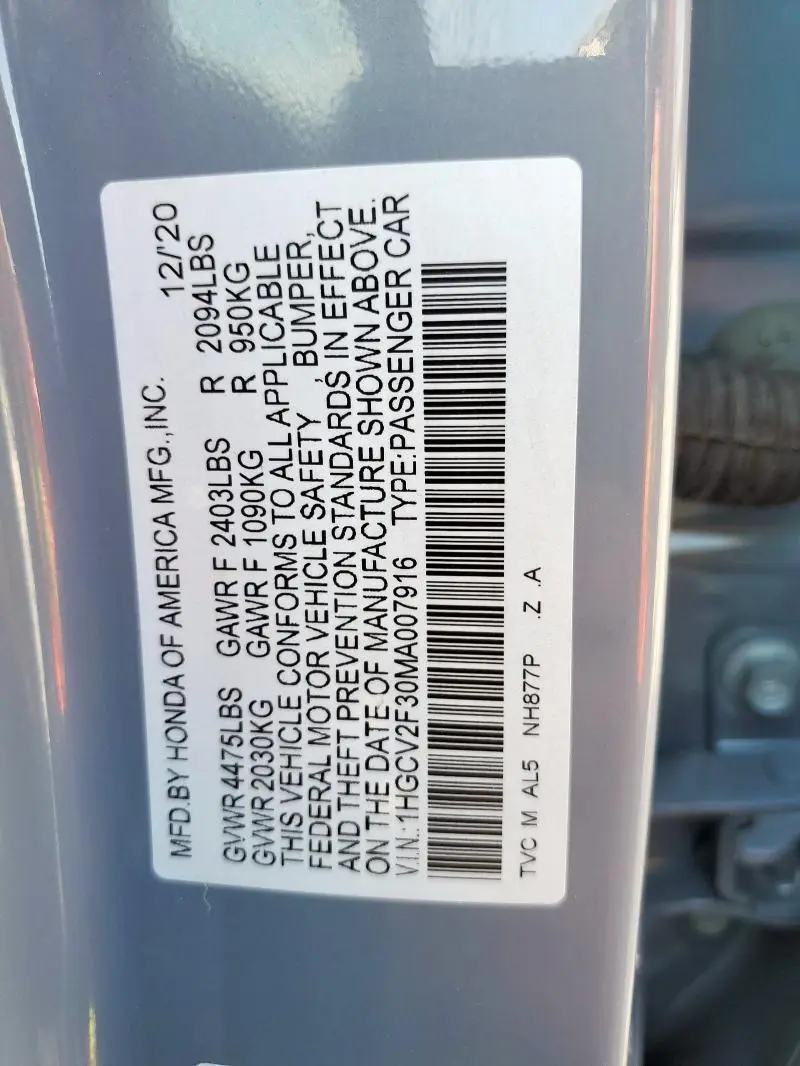 MFD.BY HONDA OF AMERICA MFG.,INC. 12/'20
GVWR 4475LBS GAWR F 2403LBS R 2094LBS
GVWR 2030KG GAWR F 1090KG R 950KG
THIS VEHICLE CONFORMS TO ALL APPLICABLE
FEDERAL MOTOR VEHICLE SAFETY, BUMPER,
AND THEFT PREVENTION STANDARDS IN EFFECT
ON THE DATE OF MANUFACTURE SHOWN ABOVE.
V.I.N.:1HGCV2F30MA007916 TYPE:PASSENGER CAR
TVC M AL5 NH877P .Z .A